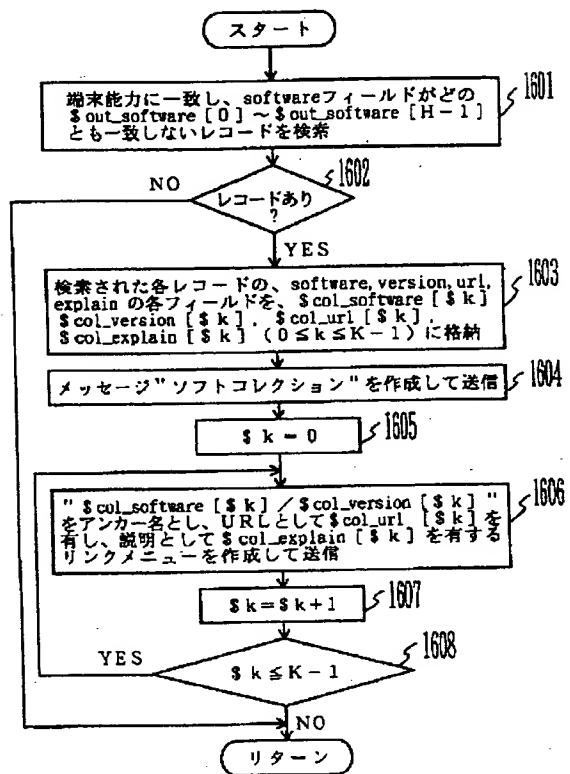 スタート
端末能力に一致し、softwareフィールドがどの
$out_software [0] ~ $out_software [H-1]
とも一致しないレコードを検索
1601
1602
NO
レコードあり
?
YES
検索された各レコードの、software, version, url,
explain の各フィールドを、$col_software [$k]
$col_version [$k], $col_url [$k],
$col_explain [$k] (0≦k≦K-1) に格納
1603
メッセージ"ソフトコレクション"を作成して送信
1604
$k = 0
1605
"$col_software [$k] / $col_version [$k]"
をアンカー名とし、URLとして$col_url [$k] を
有し、説明として$col_explain [$k] を有する
リンクメニューを作成して送信
1606
$k=$k+1
1607
YES
$k≦K-1
1608
NO
リターン